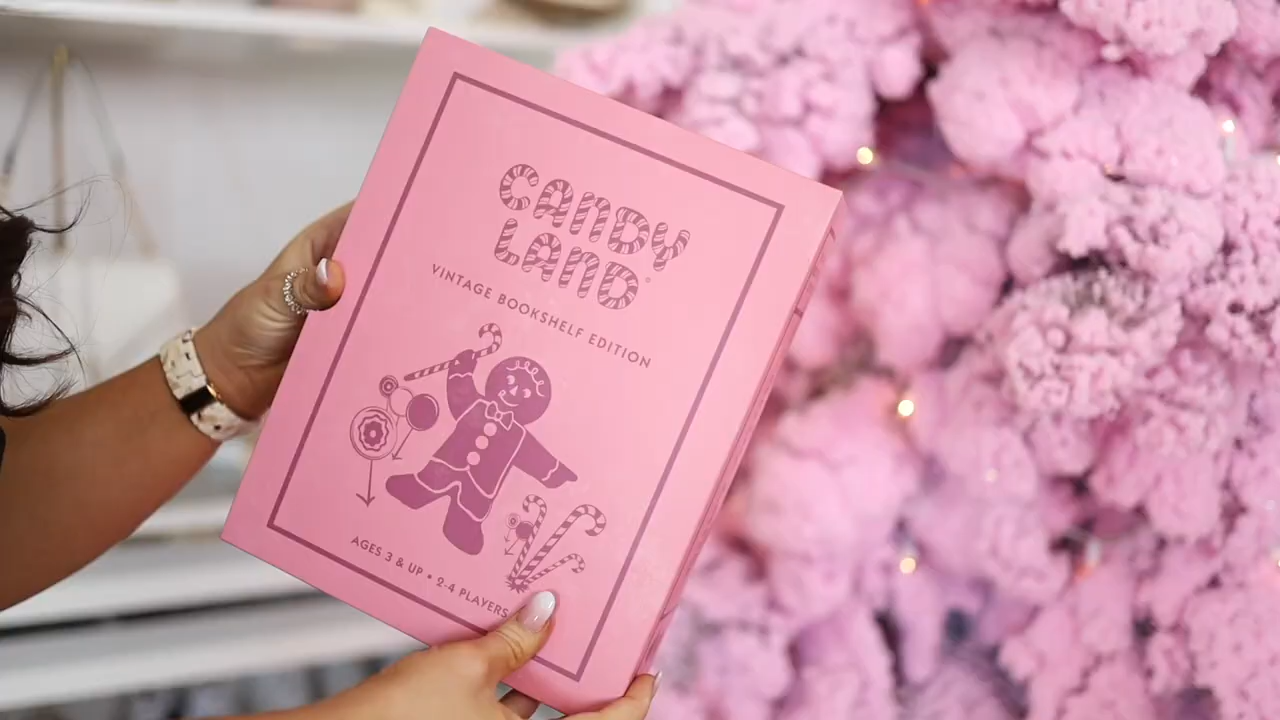 CANDY
LAND®
VINTAGE BOOKSHELF EDITION
AGES 3 & UP • 2-4 PLAYERS